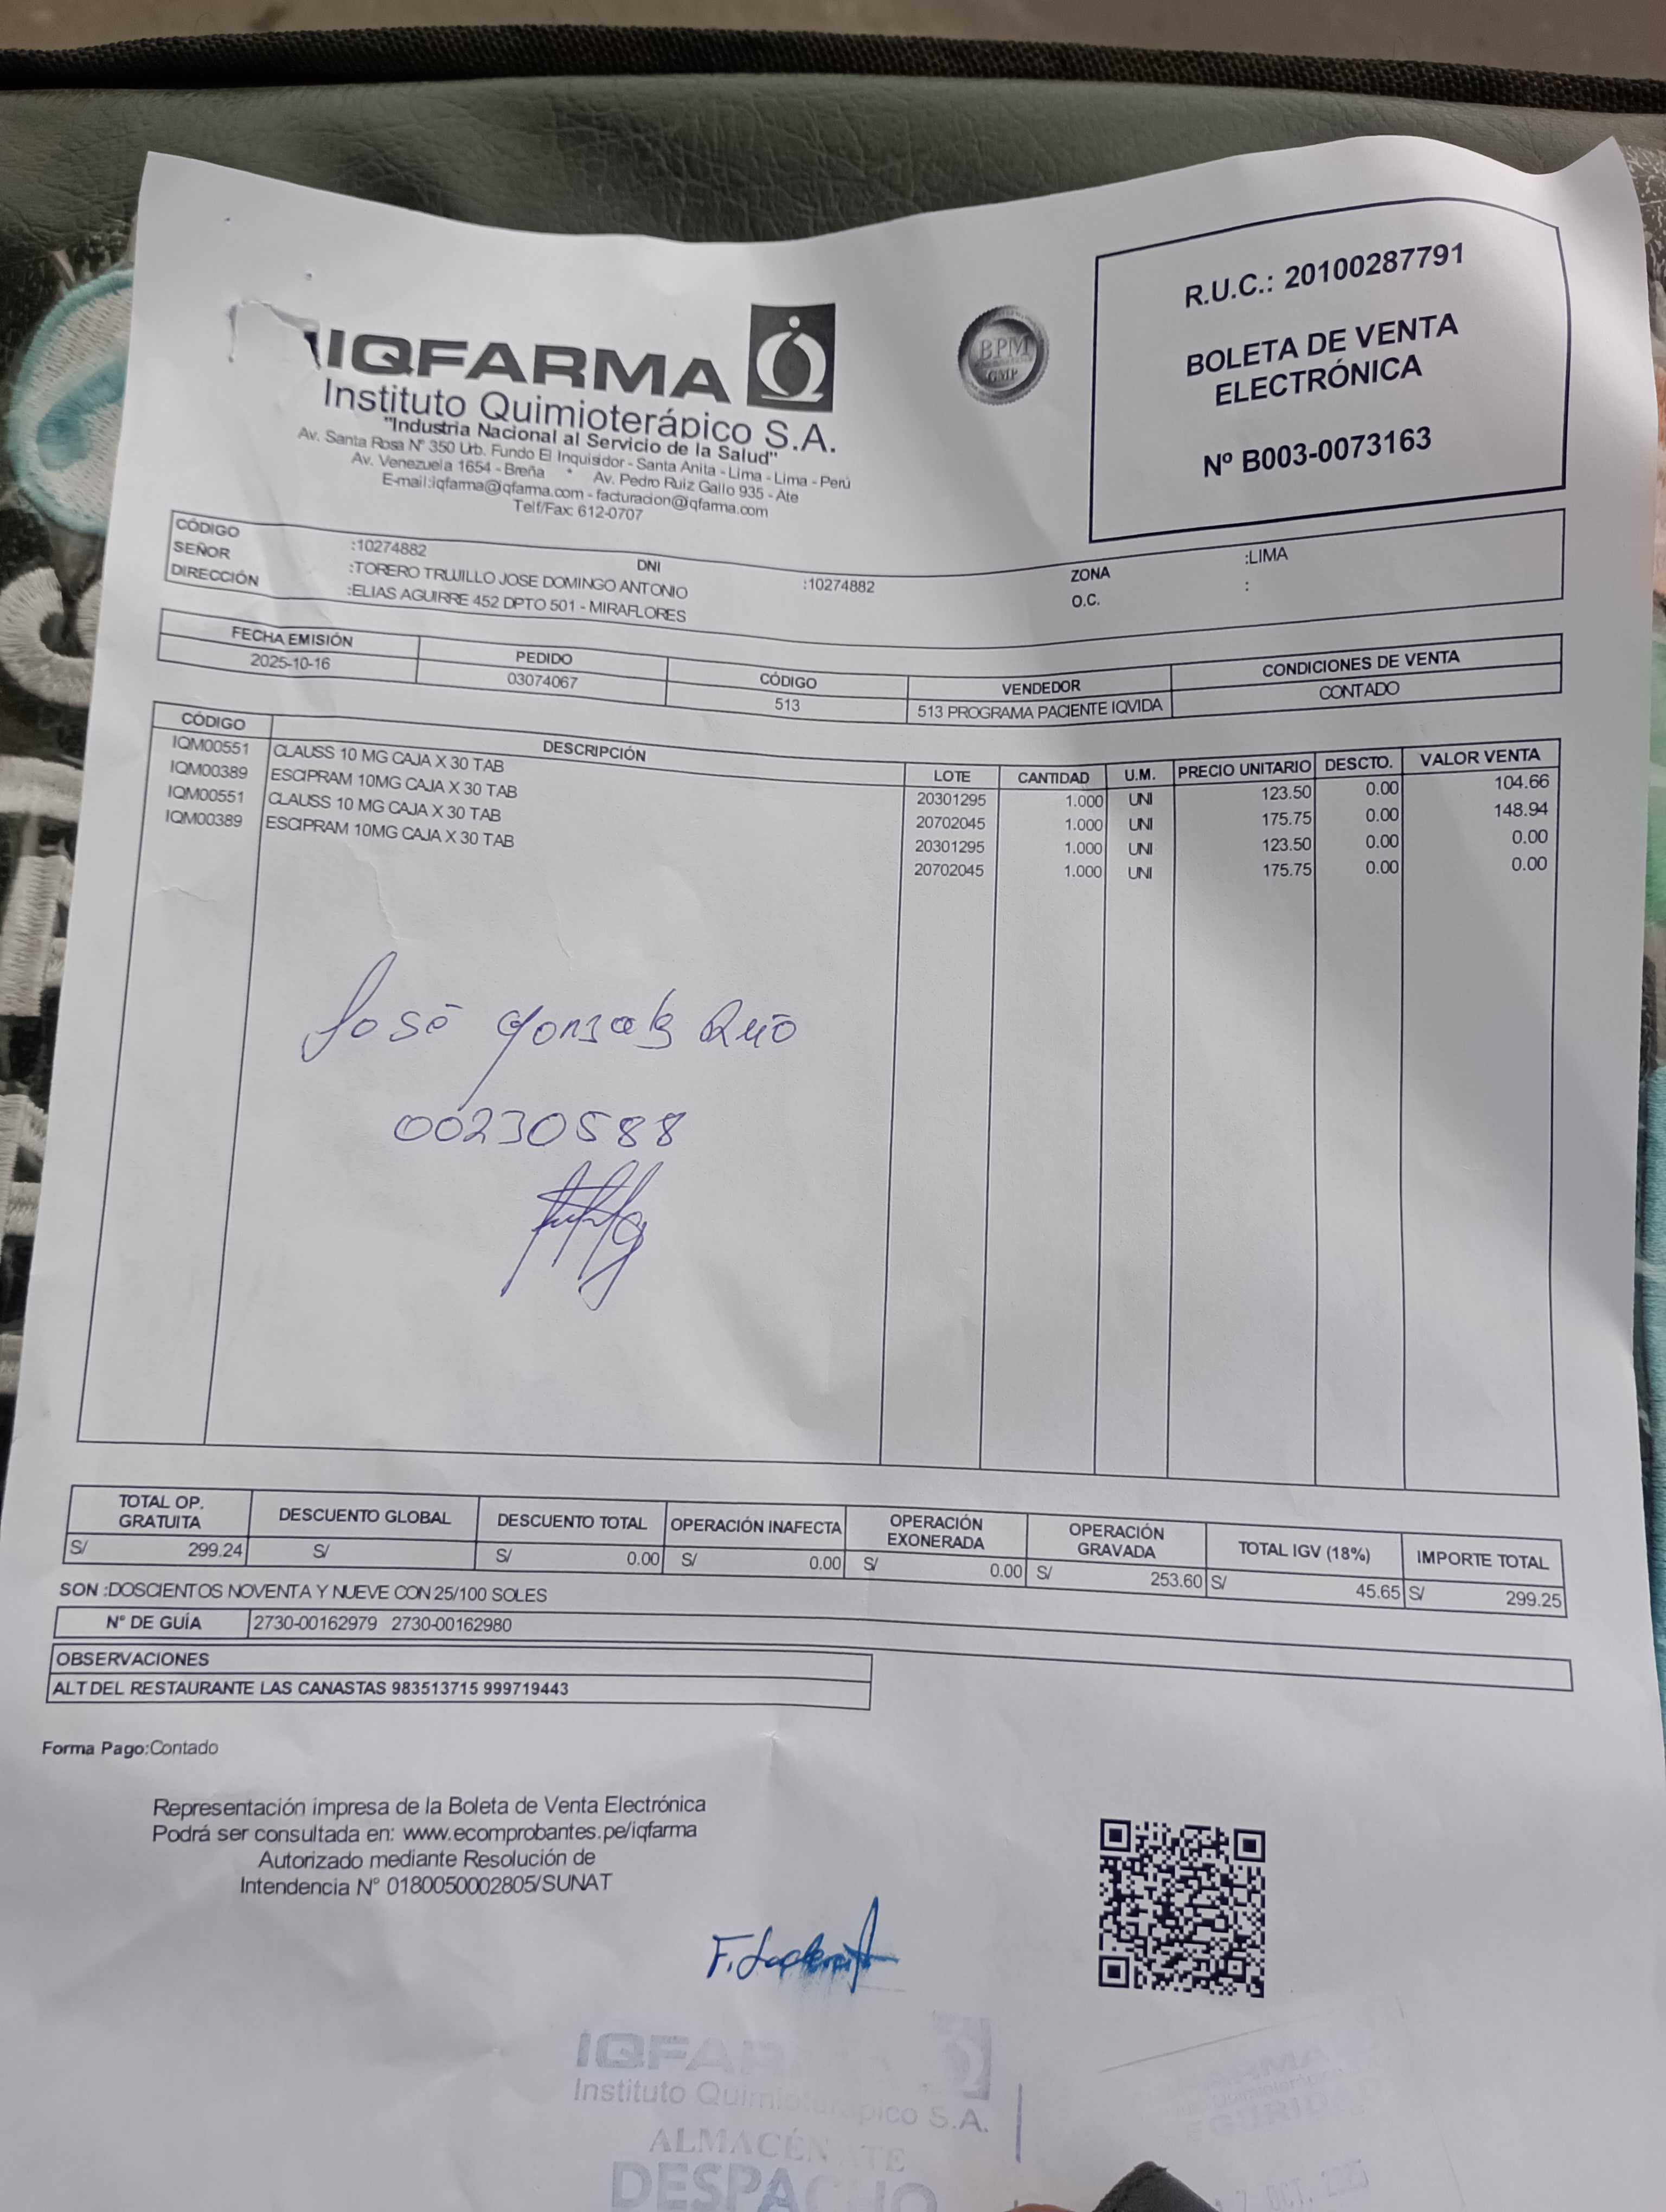 IQFARMA
Instituto Quimioterápico S.A.
"Industria Nacional al Servicio de la Salud"
Av. Santa Rosa N° 350 Urb. Fundo El Inquisidor - Santa Anita - Lima - Lima - Perú
Av. Venezuela 1654 - Breña * Av. Pedro Ruiz Gallo 935 - Ate
E-mail:iqfarma@iqfarma.com - facturacion@iqfarma.com
Telf/Fax: 612-0707
BPM
GMP
R.U.C.: 20100287791
BOLETA DE VENTA
ELECTRÓNICA
Nº B003-0073163
CÓDIGO :10274882 DNI :10274882 ZONA :LIMA
SEÑOR :TORERO TRUJILLO JOSE DOMINGO ANTONIO O.C. :
DIRECCIÓN :ELIAS AGUIRRE 452 DPTO 501 - MIRAFLORES
FECHA EMISIÓN PEDIDO CÓDIGO VENDEDOR CONDICIONES DE VENTA
2025-10-16 03074067 513 513 PROGRAMA PACIENTE IQVIDA CONTADO
CÓDIGO DESCRIPCIÓN LOTE CANTIDAD U.M. PRECIO UNITARIO DESCTO. VALOR VENTA
IQM00551 CLAUSS 10 MG CAJA X 30 TAB 20301295 1.000 UNI 123.50 0.00 104.66
IQM00389 ESCIPRAM 10MG CAJA X 30 TAB 20702045 1.000 UNI 175.75 0.00 148.94
IQM00551 CLAUSS 10 MG CAJA X 30 TAB 20301295 1.000 UNI 123.50 0.00 0.00
IQM00389 ESCIPRAM 10MG CAJA X 30 TAB 20702045 1.000 UNI 175.75 0.00 0.00
José
00230588
TOTAL OP. GRATUITA DESCUENTO GLOBAL DESCUENTO TOTAL OPERACIÓN INAFECTA OPERACIÓN EXONERADA OPERACIÓN GRAVADA TOTAL IGV (18%) IMPORTE TOTAL
S/ 299.24 S/ S/ 0.00 S/ 0.00 S/ 0.00 S/ 253.60 S/ 45.65 S/ 299.25
SON :DOSCIENTOS NOVENTA Y NUEVE CON 25/100 SOLES
N° DE GUÍA 2730-00162979 2730-00162980
OBSERVACIONES
ALT DEL RESTAURANTE LAS CANASTAS 983513715 999719443
Forma Pago:Contado
Representación impresa de la Boleta de Venta Electrónica
Podrá ser consultada en: www.ecomprobantes.pe/iqfarma
Autorizado mediante Resolución de
Intendencia N° 0180050002805/SUNAT
IQFARMA
Instituto Quimioterápico S.A.
ALMACÉN ATE
DESPACHO